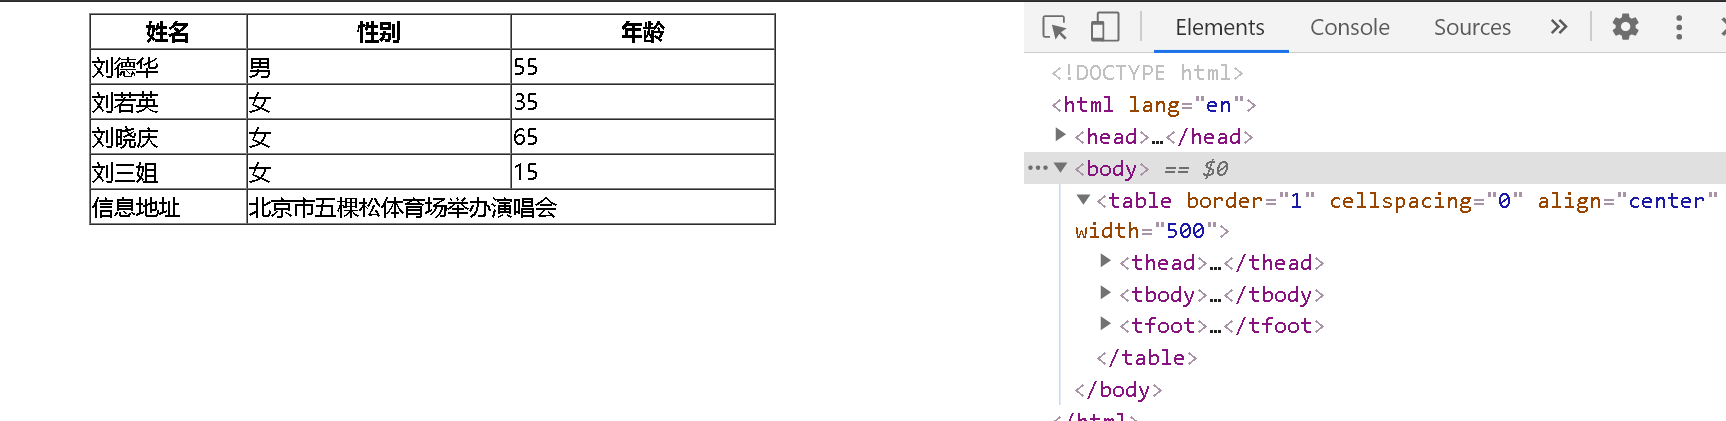 姓名 性别 年龄
刘德华 男 55
刘若英 女 35
刘晓庆 女 65
刘三姐 女 15
信息地址 北京市五棵松体育场举办演唱会
Elements Console Sources
<!DOCTYPE html>
<html lang="en">
<head>…</head>
<body> == $0
<table border="1" cellspacing="0" align="center"
width="500">
<thead>…</thead>
<tbody>…</tbody>
<tfoot>…</tfoot>
</table>
</body>
</html>